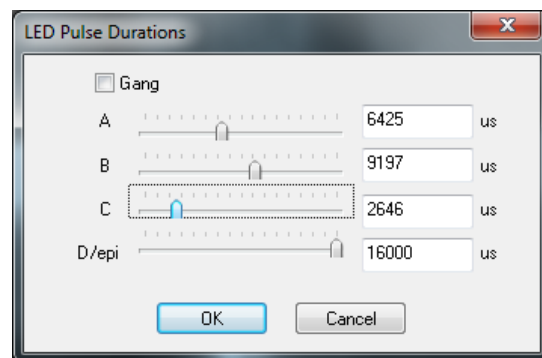 LED Pulse Durations
Gang
A 6425 us
B 9197 us
C 2646 us
D/epi 16000 us
OK Cancel